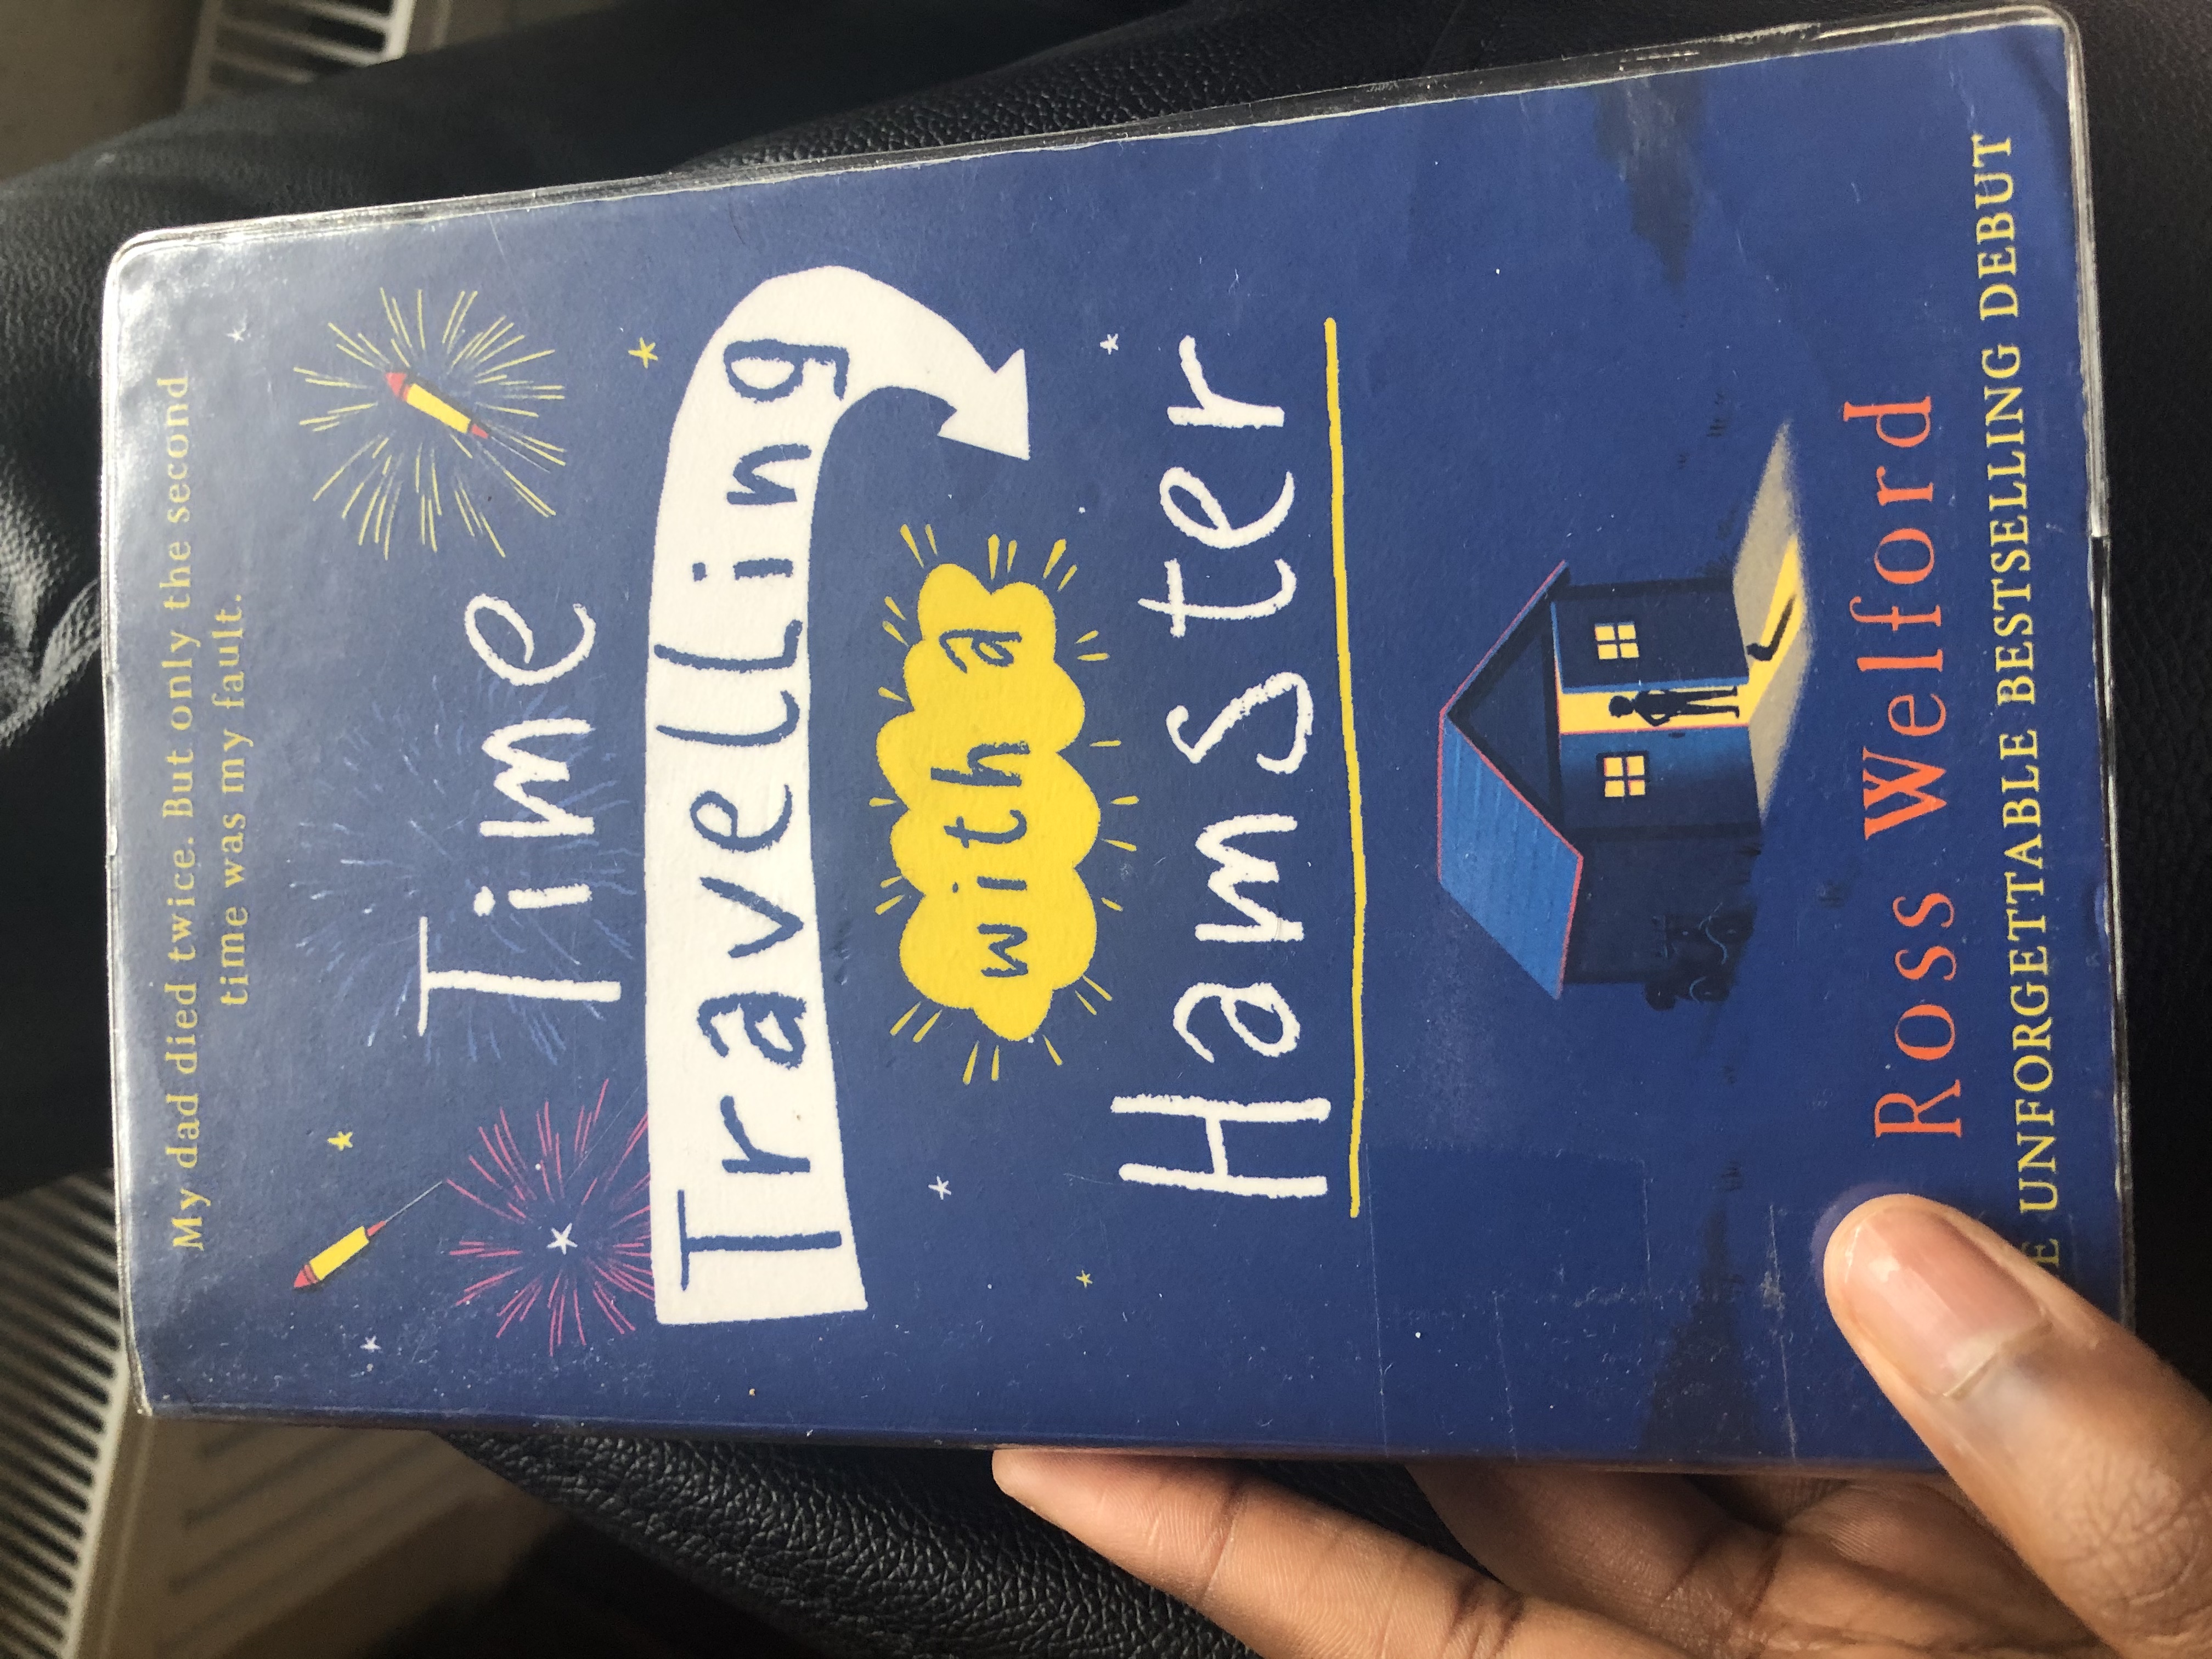 My dad died twice. But only the second
time was my fault.
Time
Travelling
with a
Hamster
Ross Welford
UNFORGETTABLE BESTSELLING DEBUT